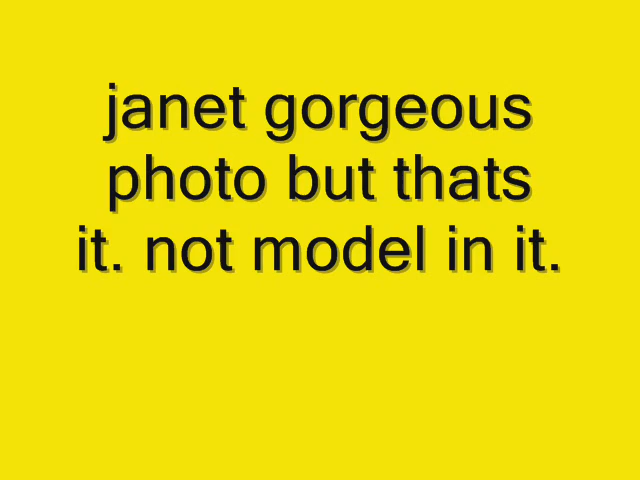 janet gorgeous
photo but thats
it. not model in it.